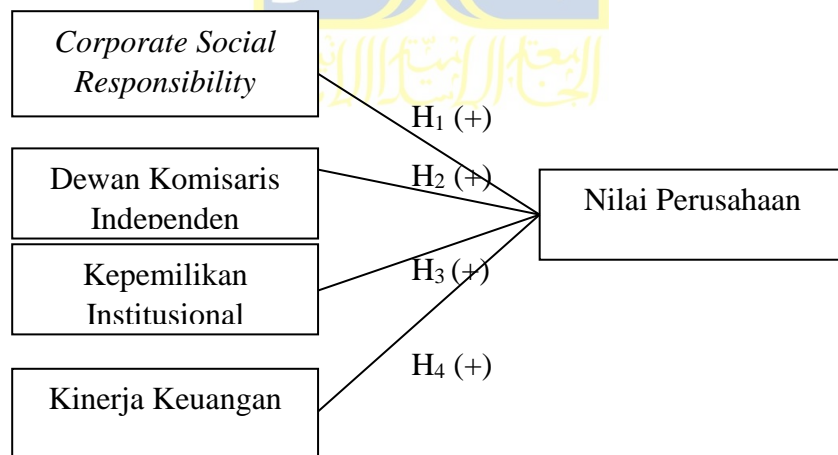 Corporate Social
Responsibility
H₁ (+)
Dewan Komisaris
Independen
H₂ (+)
Nilai Perusahaan
Kepemilikan
Institusional
H₃ (+)
H₄ (+)
Kinerja Keuangan